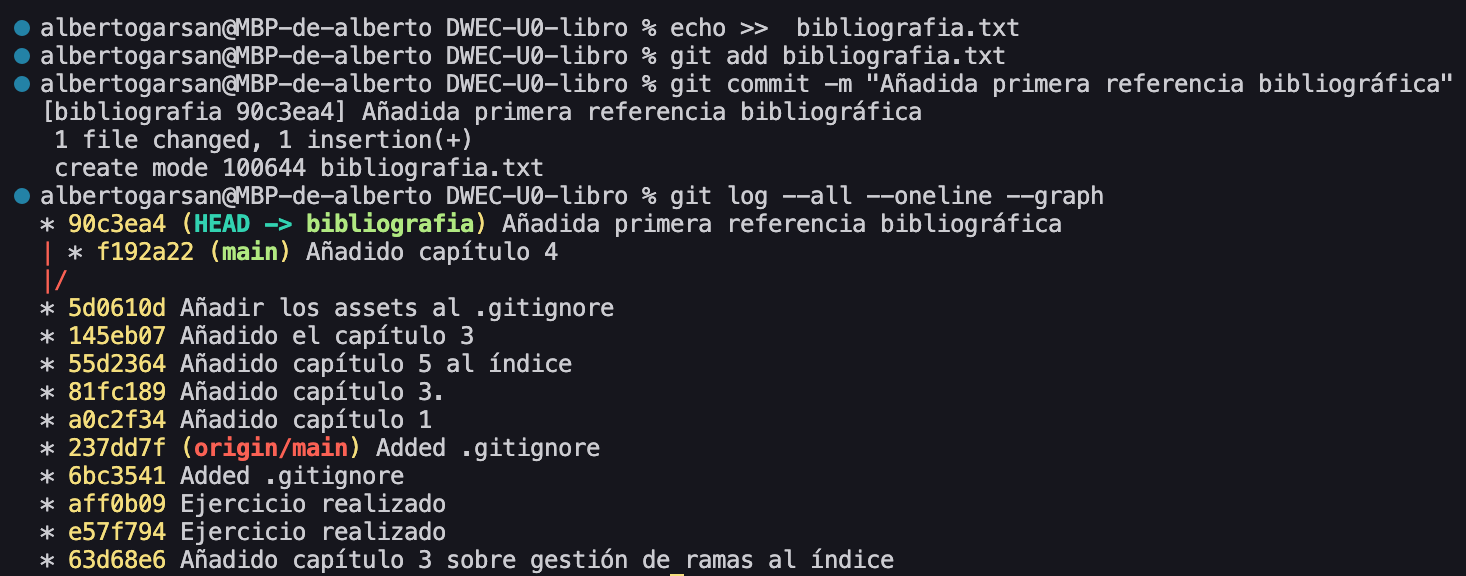 albertogarsan@MBP-de-alberto DWEC-U0-libro % echo >>  bibliografia.txt
albertogarsan@MBP-de-alberto DWEC-U0-libro % git add bibliografia.txt
albertogarsan@MBP-de-alberto DWEC-U0-libro % git commit -m "Añadida primera referencia bibliográfica"
[bibliografia 90c3ea4] Añadida primera referencia bibliográfica
 1 file changed, 1 insertion(+)
 create mode 100644 bibliografia.txt
albertogarsan@MBP-de-alberto DWEC-U0-libro % git log --all --oneline --graph
* 90c3ea4 (HEAD -> bibliografia) Añadida primera referencia bibliográfica
| * f192a22 (main) Añadido capítulo 4
|/
* 5d0610d Añadir los assets al .gitignore
* 145eb07 Añadido el capítulo 3
* 55d2364 Añadido capítulo 5 al índice
* 81fc189 Añadido capítulo 3.
* a0c2f34 Añadido capítulo 1
* 237dd7f (origin/main) Added .gitignore
* 6bc3541 Added .gitignore
* aff0b09 Ejercicio realizado
* e57f794 Ejercicio realizado
* 63d68e6 Añadido capítulo 3 sobre gestión de ramas al índice